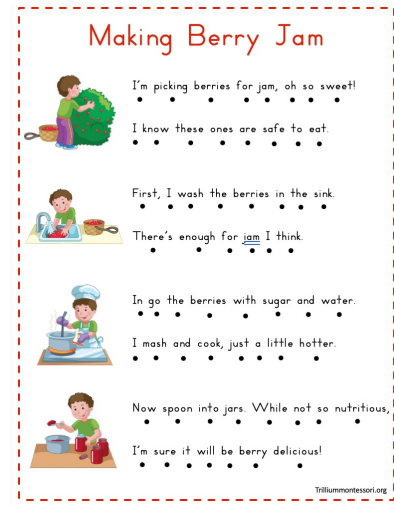 Making Berry Jam
I'm picking berries for jam, oh so sweet!
I know these ones are safe to eat.
First, I wash the berries in the sink.
There's enough for jam I think.
In go the berries with sugar and water.
I mash and cook, just a little hotter.
Now spoon into jars. While not so nutritious,
I'm sure it will be berry delicious!
Trilliummontessori.org